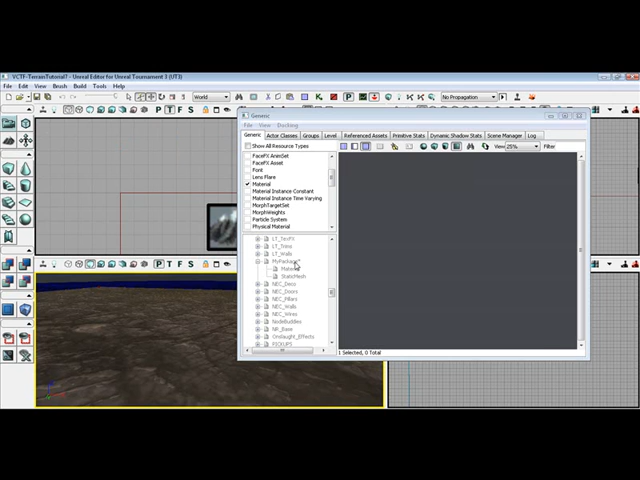 VCTF-TerrainTutorial? - Unreal Editor for Unreal Tournament 3 (UT3)
File Edit View Brush Build Tools Help
World
No Propagation
P T F S
Generic
File View Docking
Generic Actor Classes Groups Level Referenced Assets Primitive Stats Dynamic Shadow Stats Scene Manager Log
Show All Resource Types
View 25% Filter
FaceFX AnimSet
FaceFX Asset
Font
Lens Flare
Material
Material Instance Constant
Material Instance Time Varying
MorphTargetSet
MorphWeights
Particle System
Physical Material
LT_TexFX
LT_Trims
LT_Walls
MyPackage*
StaticMesh
NEC_Deco
NEC_Doors
NEC_Pillars
NEC_Walls
NEC_Wires
NodeBuddies
NR_Base
Onslaught_Effects
PICKUPS
1 Selected, 0 Total
P T F S